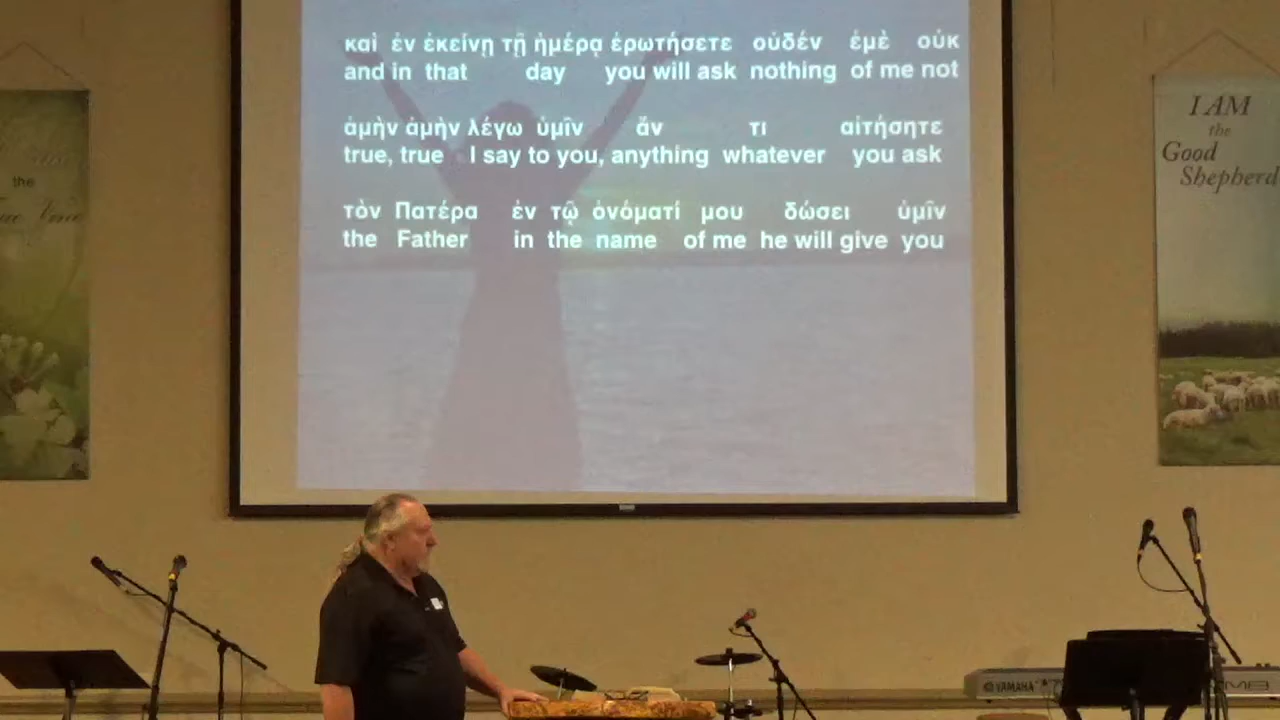 καὶ ἐν ἐκείνῃ τῇ ἡμέρᾳ ἐρωτήσετε οὐδέν ἐμὲ οὐκ
and in that day you will ask nothing of me not
ἀμὴν ἀμὴν λέγω ὑμῖν ἄν τι αἰτήσητε
true, true I say to you, anything whatever you ask
τὸν Πατέρα ἐν τῷ ὀνόματί μου δώσει ὑμῖν
the Father in the name of me he will give you
the
I AM
the
Good
Shepherd
YAMAHA